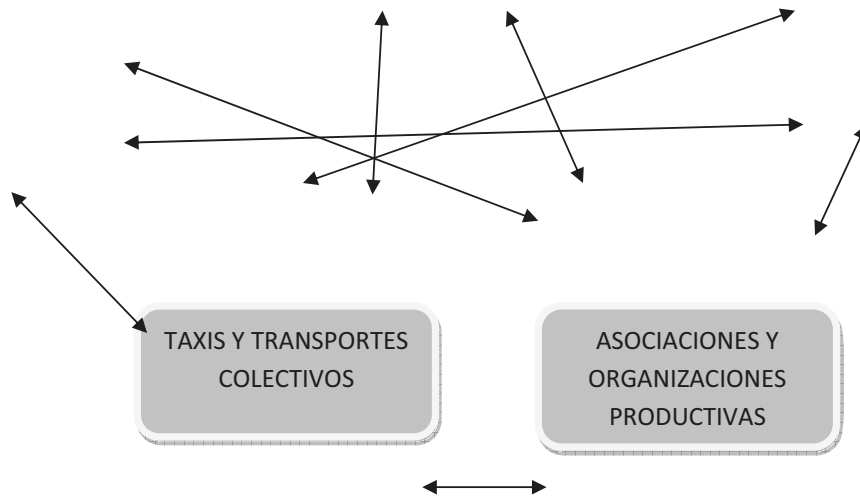 TAXIS Y TRANSPORTES
COLECTIVOS
ASOCIACIONES Y
ORGANIZACIONES
PRODUCTIVAS